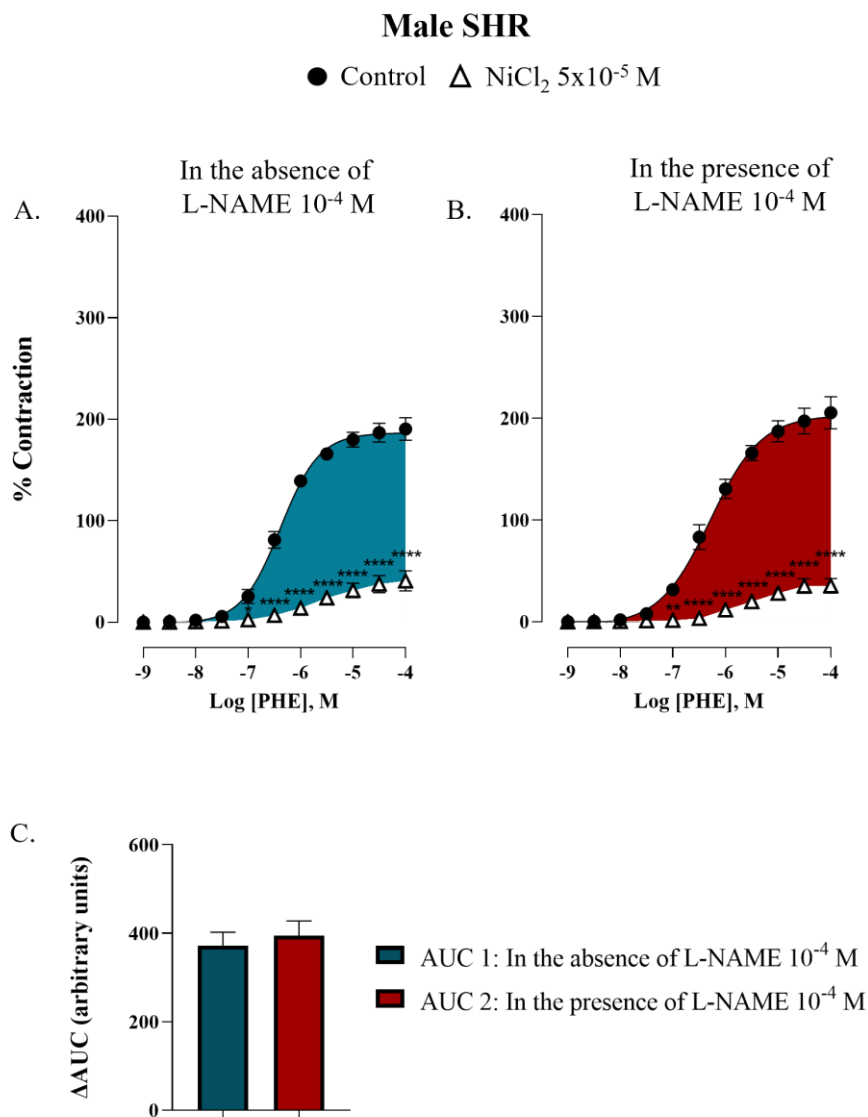 Male SHR
● Control △ NiCl₂ 5x10⁻⁵ M
In the absence of
L-NAME 10⁻⁴ M
A.
400
300
200
100
0
% Contraction
*
****
****
****
****
****
****
-9 -8 -7 -6 -5 -4
Log [PHE], M
In the presence of
L-NAME 10⁻⁴ M
B.
400
300
200
100
0
**
****
****
****
****
****
****
-9 -8 -7 -6 -5 -4
Log [PHE], M
C.
600
400
200
0
ΔAUC (arbitrary units)
AUC 1: In the absence of L-NAME 10⁻⁴ M
AUC 2: In the presence of L-NAME 10⁻⁴ M